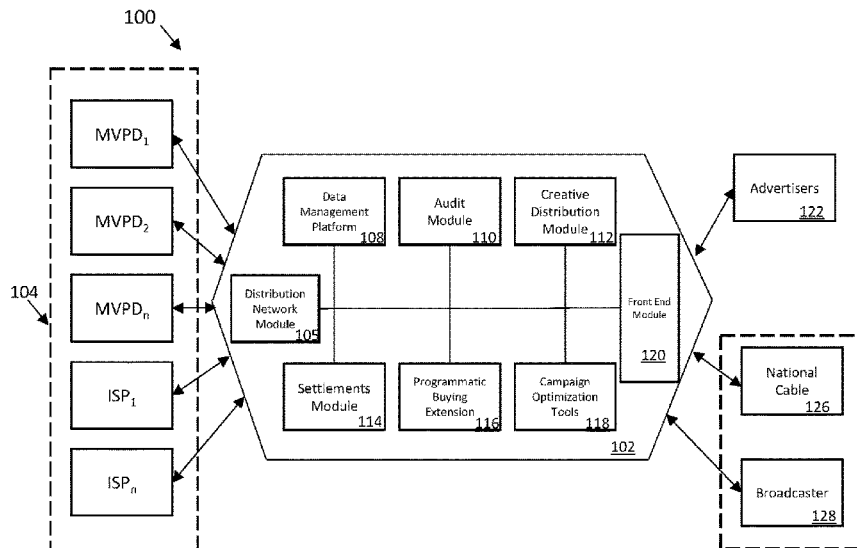 100
104
MVPD1
MVPD2
MVPDn
ISP1
ISPn
Data
Management
Platform
108
Audit
Module
110
Creative
Distribution
Module
112
Distribution
Network
Module
105
Front End
Module
120
Settlements
Module
114
Programmatic
Buying
Extension
116
Campaign
Optimization
Tools
118
102
Advertisers
122
National
Cable
126
Broadcaster
128